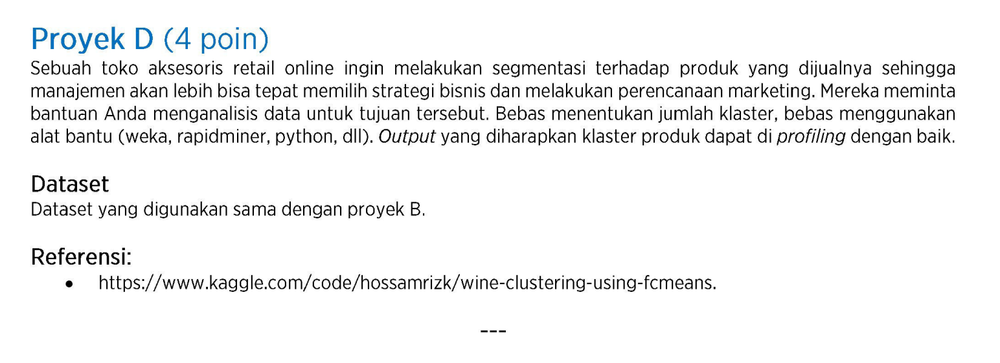 Proyek D (4 poin)
Sebuah toko aksesoris retail online ingin melakukan segmentasi terhadap produk yang dijualnya sehingga
manajemen akan lebih bisa tepat memilih strategi bisnis dan melakukan perencanaan marketing. Mereka meminta
bantuan Anda menganalisis data untuk tujuan tersebut. Bebas menentukan jumlah klaster, bebas menggunakan
alat bantu (weka, rapidminer, python, dll). Output yang diharapkan klaster produk dapat di profiling dengan baik.
Dataset
Dataset yang digunakan sama dengan proyek B.
Referensi:
• https://www.kaggle.com/code/hossamrizk/wine-clustering-using-fcmeans.
---